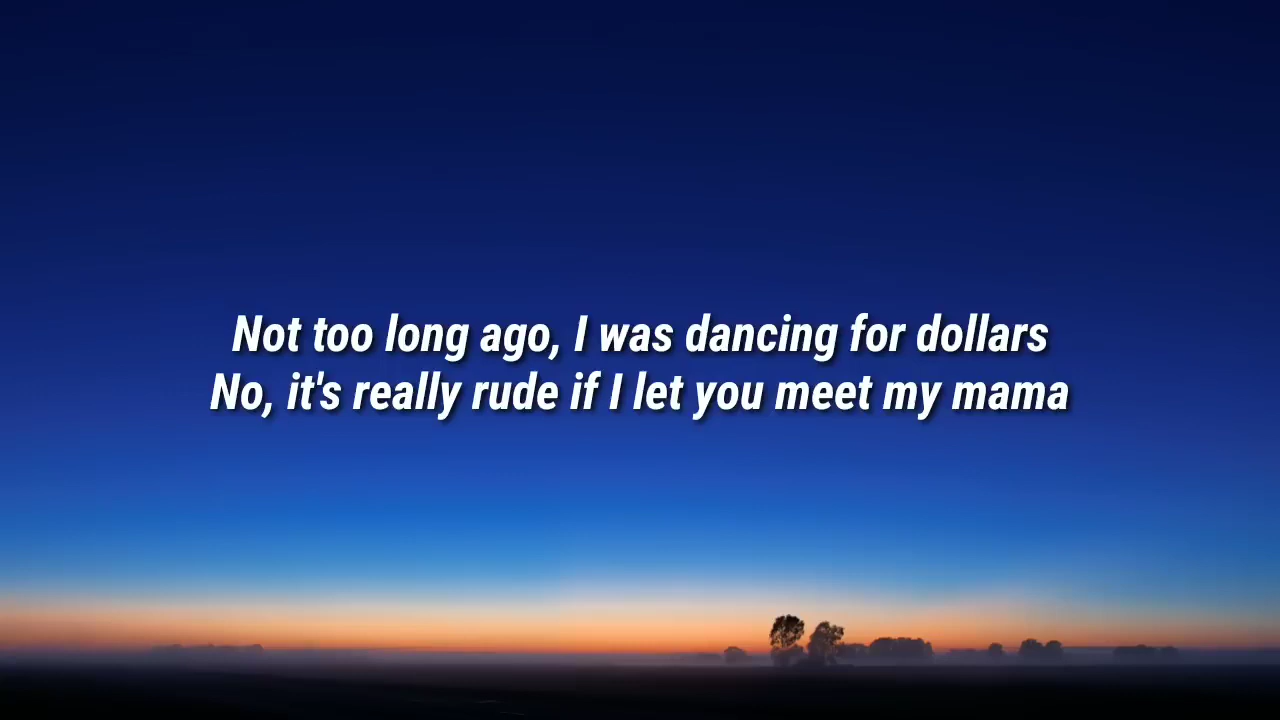 Not too long ago, I was dancing for dollars
No, it's really rude if I let you meet my mama